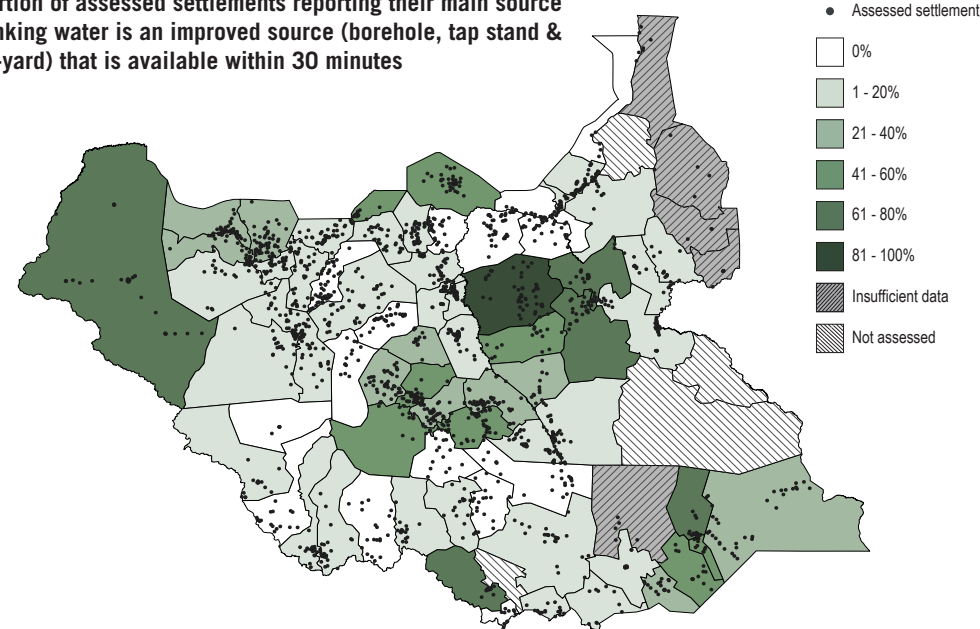 rtion of assessed settlements reporting their main source
nking water is an improved source (borehole, tap stand &
-yard) that is available within 30 minutes
Assessed settlement
0%
1 - 20%
21 - 40%
41 - 60%
61 - 80%
81 - 100%
Insufficient data
Not assessed